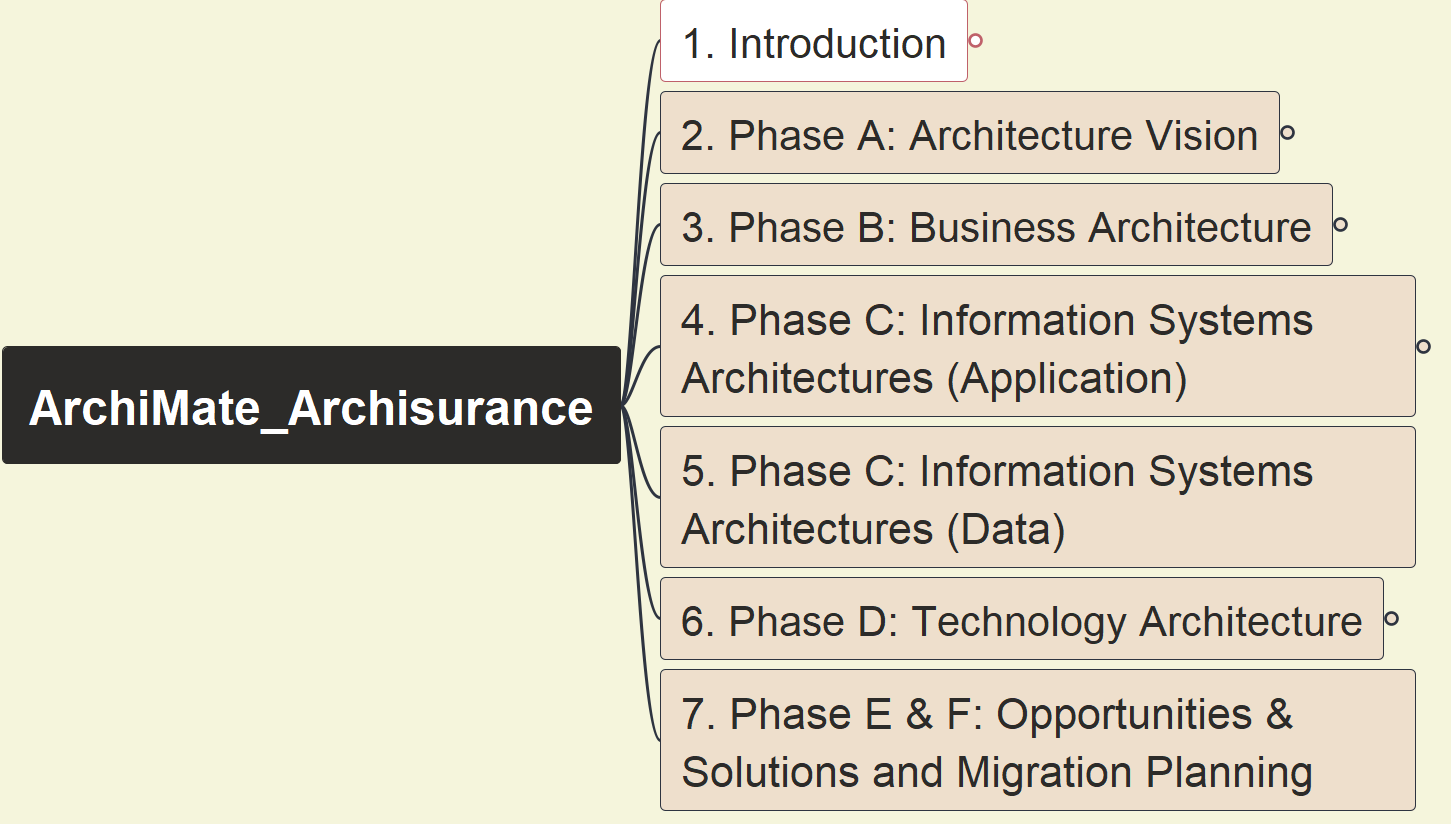 1. Introduction
2. Phase A: Architecture Vision
3. Phase B: Business Architecture
4. Phase C: Information Systems
Architectures (Application)
ArchiMate_Archisurance
5. Phase C: Information Systems
Architectures (Data)
6. Phase D: Technology Architecture
7. Phase E & F: Opportunities &
Solutions and Migration Planning